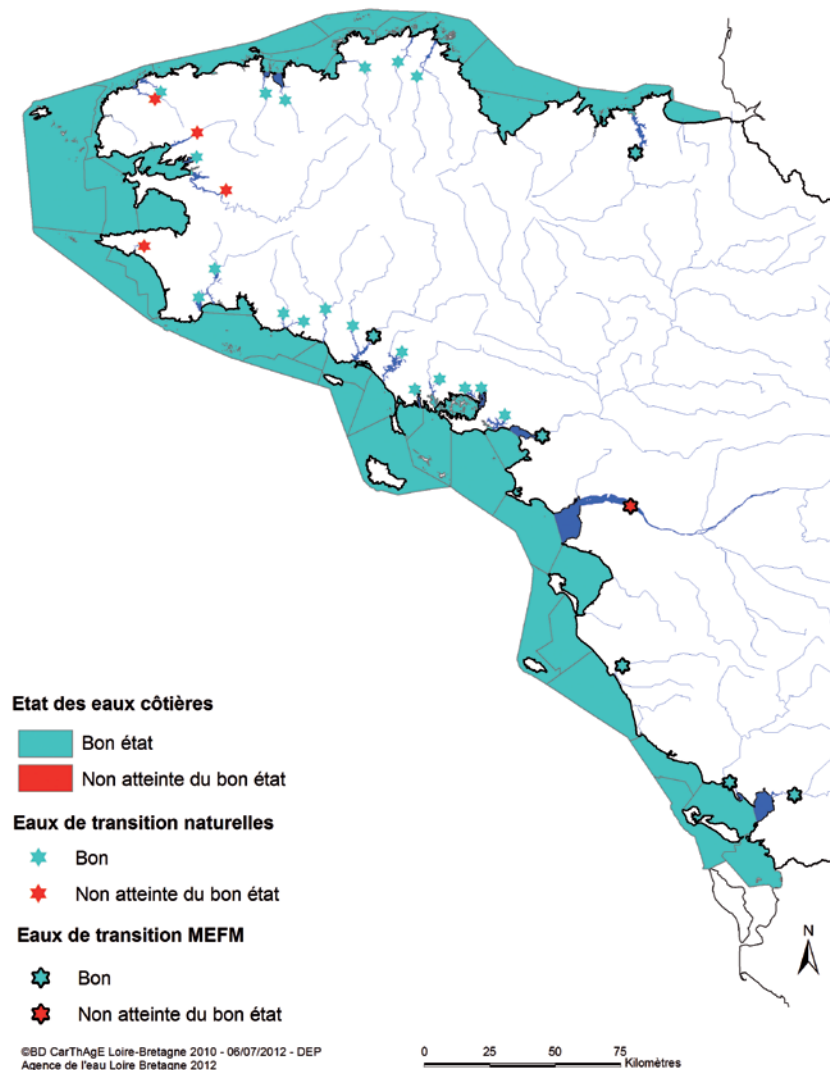 Etat des eaux côtières
Bon état
Non atteinte du bon état
Eaux de transition naturelles
Bon
Non atteinte du bon état
Eaux de transition MEFM
Bon
Non atteinte du bon état
N
©BD CarThAgE Loire-Bretagne 2010 - 06/07/2012 - DEP
Agence de l'eau Loire Bretagne 2012
0 25 50 75
Kilomètres